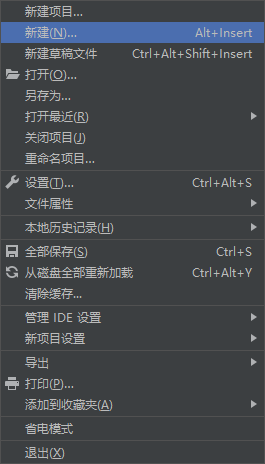 新建项目...
新建(N)... Alt+Insert
新建草稿文件 Ctrl+Alt+Shift+Insert
打开(O)...
另存为...
打开最近(R)
关闭项目(J)
重命名项目...
设置(T)... Ctrl+Alt+S
文件属性
本地历史记录(H)
全部保存(S) Ctrl+S
从磁盘全部重新加载 Ctrl+Alt+Y
清除缓存...
管理 IDE 设置
新项目设置
导出
打印(P)...
添加到收藏夹(A)
省电模式
退出(X)